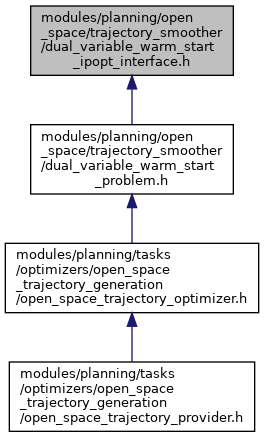 modules/planning/open
_space/trajectory_smoother
/dual_variable_warm_start
_ipopt_interface.h
modules/planning/open
_space/trajectory_smoother
/dual_variable_warm_start
_problem.h
modules/planning/tasks
/optimizers/open_space
_trajectory_generation
/open_space_trajectory_optimizer.h
modules/planning/tasks
/optimizers/open_space
_trajectory_generation
/open_space_trajectory_provider.h